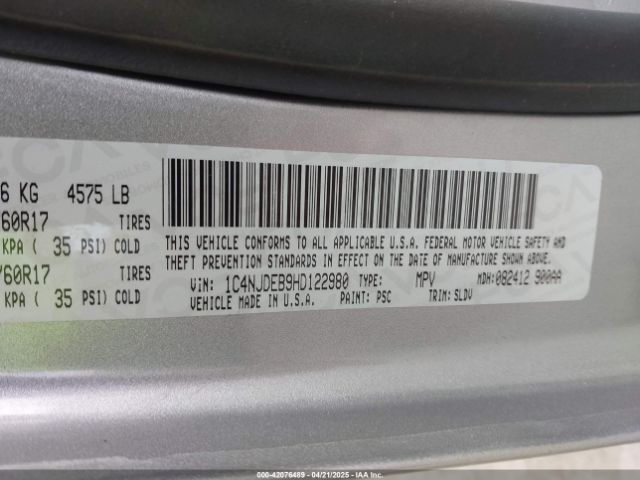 6 KG 4575 LB
/60R17 TIRES
KPA ( 35 PSI) COLD
/60R17 TIRES
KPA ( 35 PSI) COLD
THIS VEHICLE CONFORMS TO ALL APPLICABLE U.S.A. FEDERAL MOTOR VEHICLE SAFETY AND
THEFT PREVENTION STANDARDS IN EFFECT ON THE DATE OF MANUFACTURE SHOWN ABOVE.
VIN: 1C4NJDEB9HD122980 TYPE: MPV MDH: 082412 900AA
VEHICLE MADE IN U.S.A. PAINT: PSC TRIM: SLDV
000-42076489 - 04/21/2025 - IAAI.COM